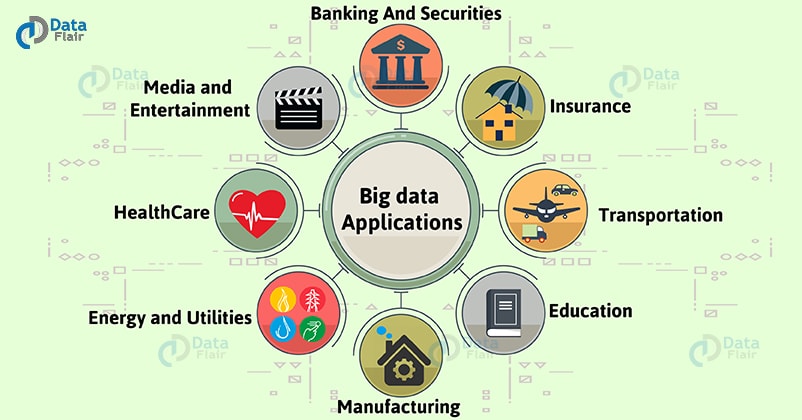 Data
Flair
Banking And Securities
Media and
Entertainment
$
Insurance
Data
Flair
Data
Flair
HealthCare
Big data
Applications
Transportation
Energy and Utilities
Education
Data
Flair
Data
Flair
Data
Flair
Manufacturing